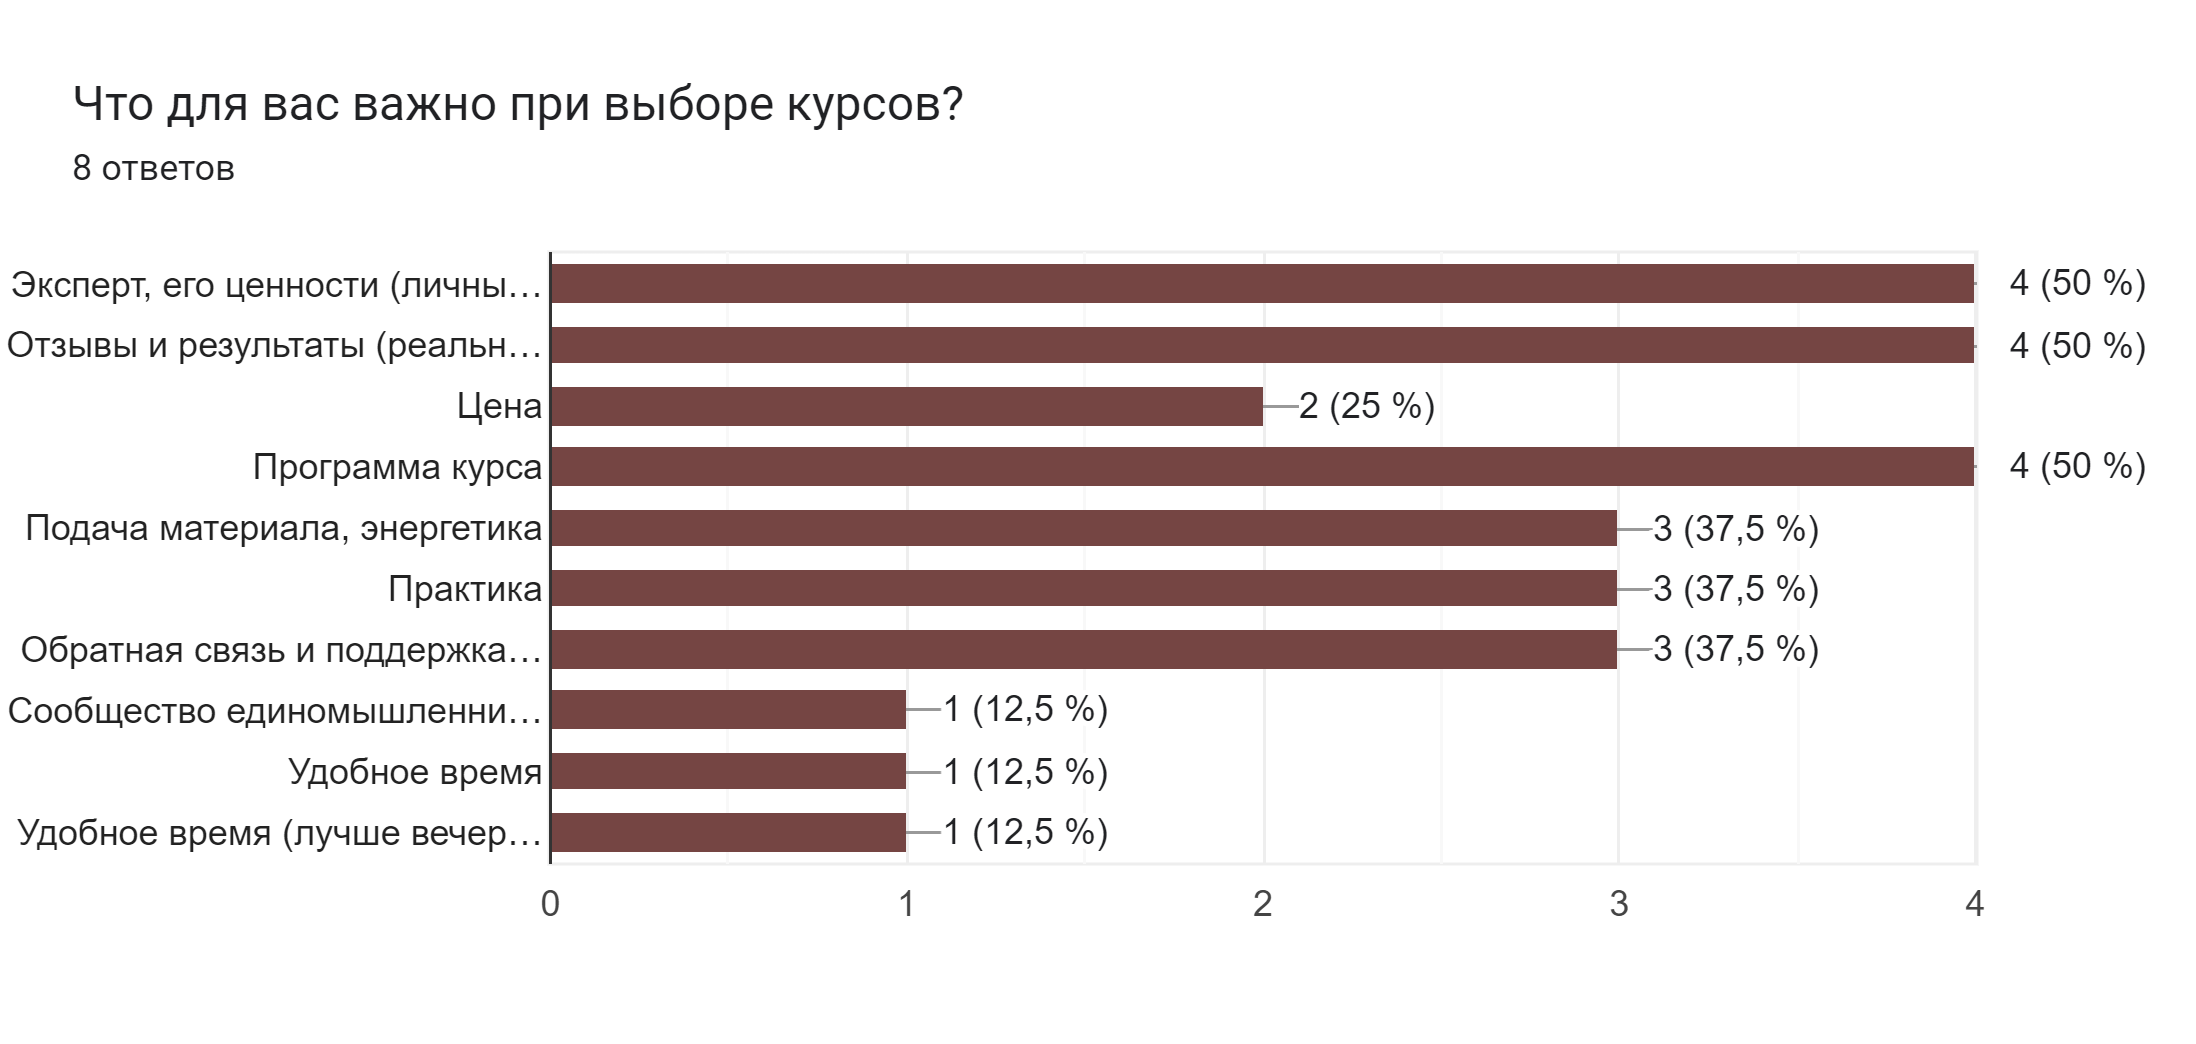 Что для вас важно при выборе курсов?
8 ответов
Эксперт, его ценности (личны… 4 (50 %)
Отзывы и результаты (реальн… 4 (50 %)
Цена 2 (25 %)
Программа курса 4 (50 %)
Подача материала, энергетика 3 (37,5 %)
Практика 3 (37,5 %)
Обратная связь и поддержка… 3 (37,5 %)
Сообщество единомышленни… 1 (12,5 %)
Удобное время 1 (12,5 %)
Удобное время (лучше вечер… 1 (12,5 %)
0 1 2 3 4